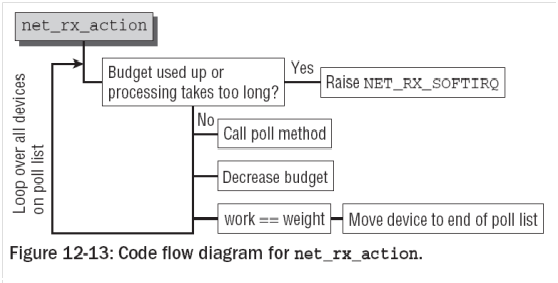 net_rx_action
Budget used up or
processing takes too long?
Yes
Raise NET_RX_SOFTIRQ
Loop over all devices
on poll list
No
Call poll method
Decrease budget
work == weight
Move device to end of poll list
Figure 12-13: Code flow diagram for net_rx_action.